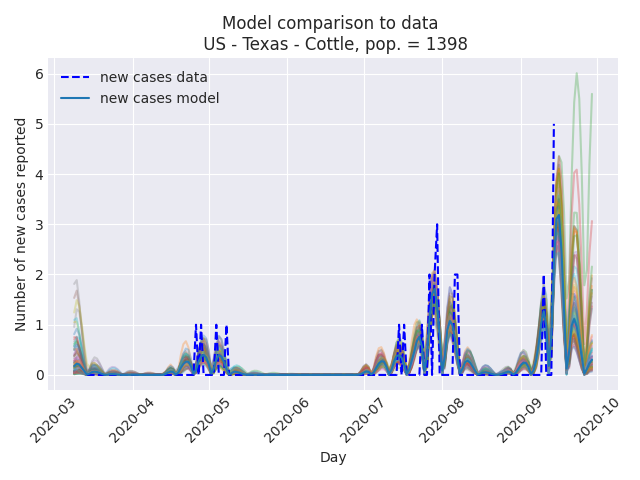 Model comparison to data
US - Texas - Cottle, pop. = 1398
new cases data
new cases model
Number of new cases reported
6
5
4
3
2
1
0
2020-03
2020-04
2020-05
2020-06
2020-07
2020-08
2020-09
2020-10
Day